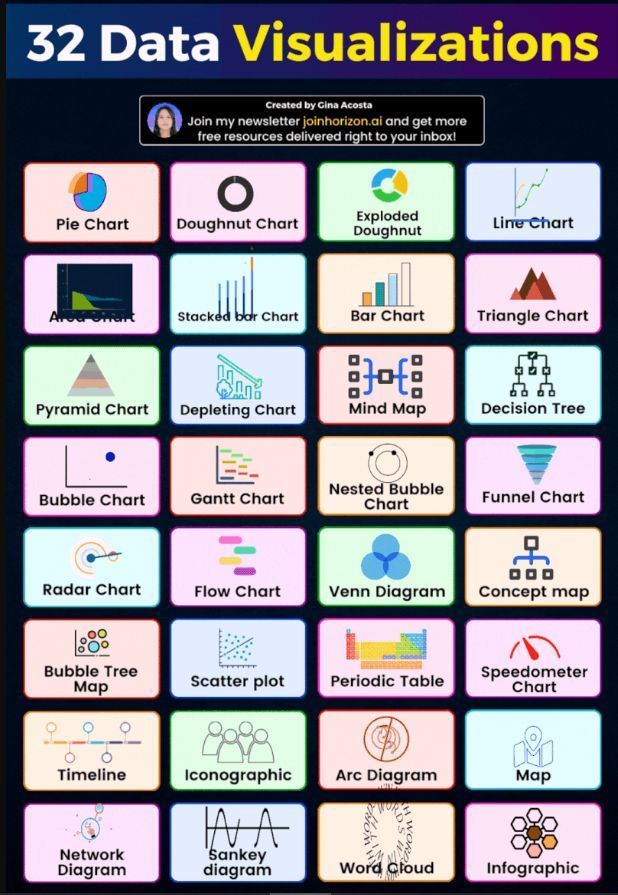 32 Data Visualizations
Created by Gina Acosta
Join my newsletter joinhorizon.ai and get more
free resources delivered right to your inbox!
Pie Chart
Doughnut Chart
Exploded
Doughnut
Line Chart
Area Chart
Stacked bar Chart
Bar Chart
Triangle Chart
Pyramid Chart
Depleting Chart
Mind Map
Decision Tree
Bubble Chart
Gantt Chart
Nested Bubble
Chart
Funnel Chart
Radar Chart
Flow Chart
Venn Diagram
Concept map
Bubble Tree
Map
Scatter plot
Periodic Table
Speedometer
Chart
Timeline
Iconographic
Arc Diagram
Map
Network
Diagram
Sankey
diagram
Word Cloud
Infographic